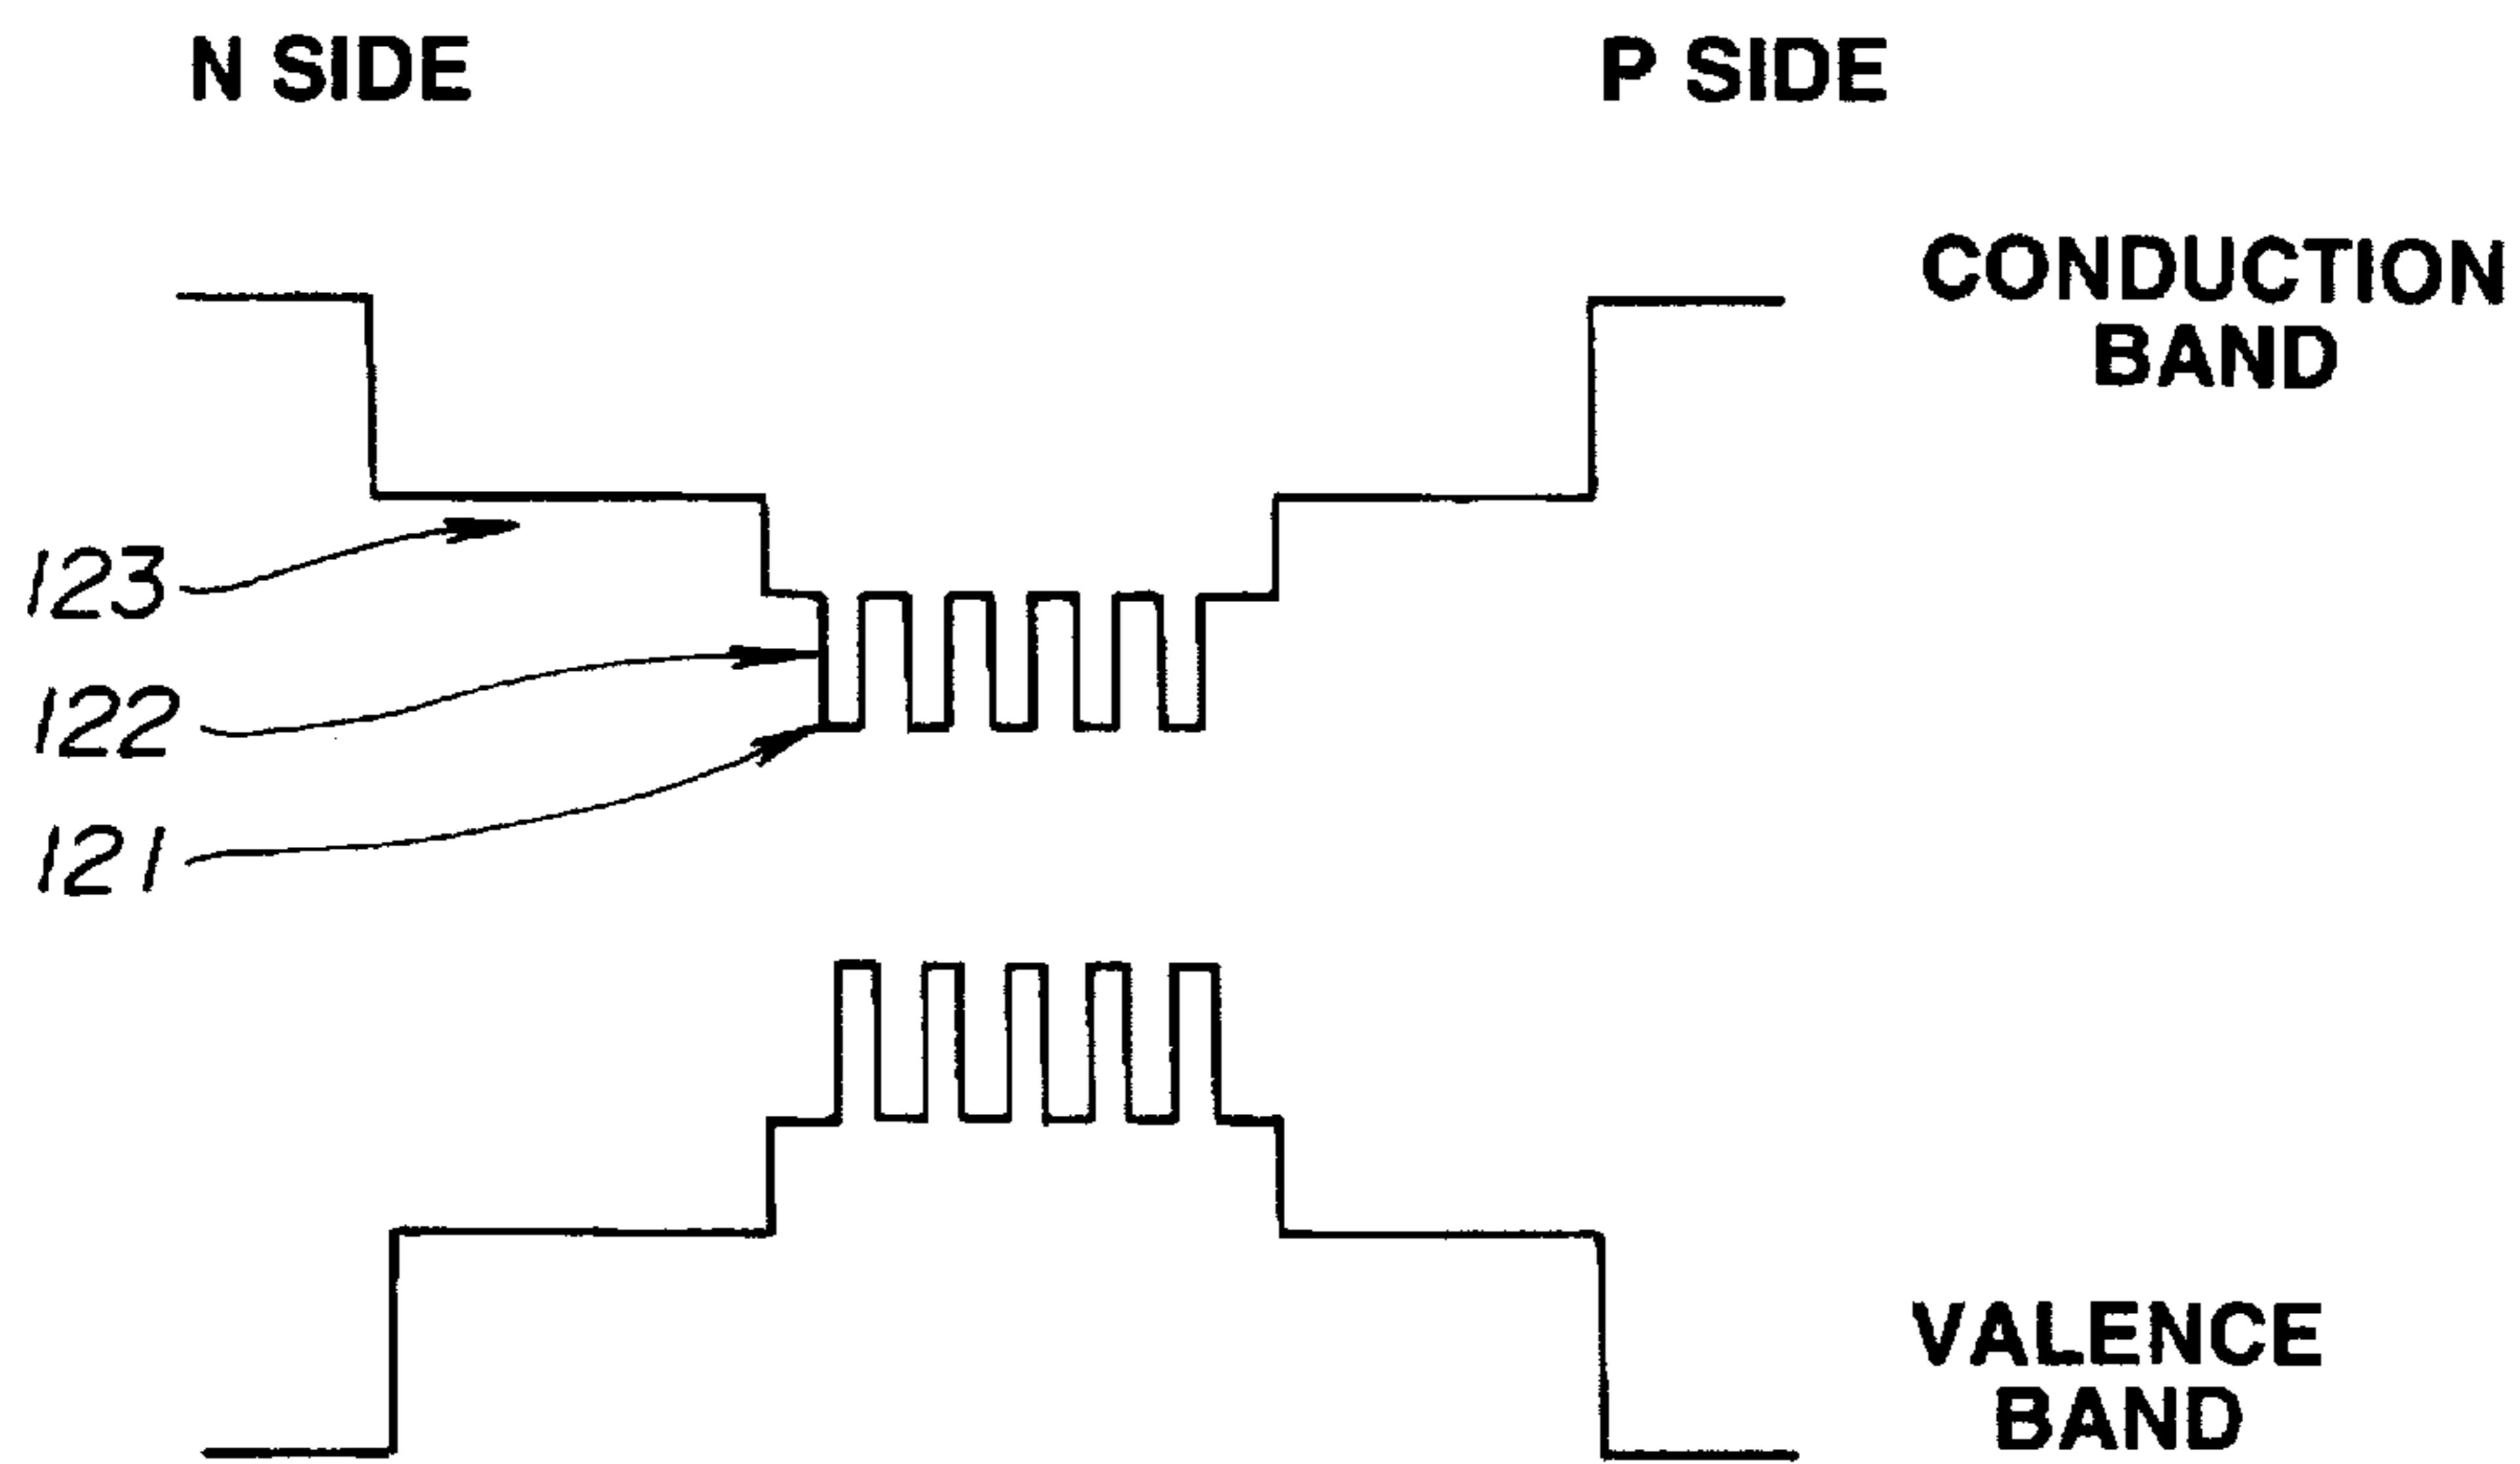 N SIDE
P SIDE
CONDUCTION
BAND
123
122
121
VALENCE
BAND